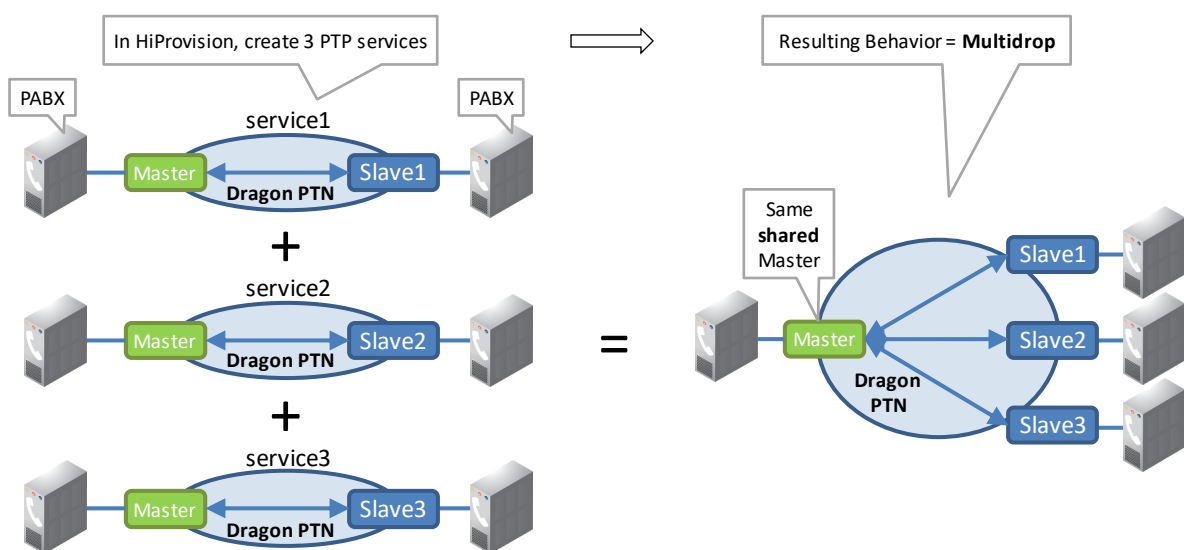 In HiProvision, create 3 PTP services
Resulting Behavior = Multidrop
PABX
PABX
service1
Master
Slave1
Dragon PTN
+
service2
Master
Slave2
Dragon PTN
+
service3
Master
Slave3
Dragon PTN
=
Same
shared
Master
Master
Slave1
Slave2
Slave3
Dragon
PTN